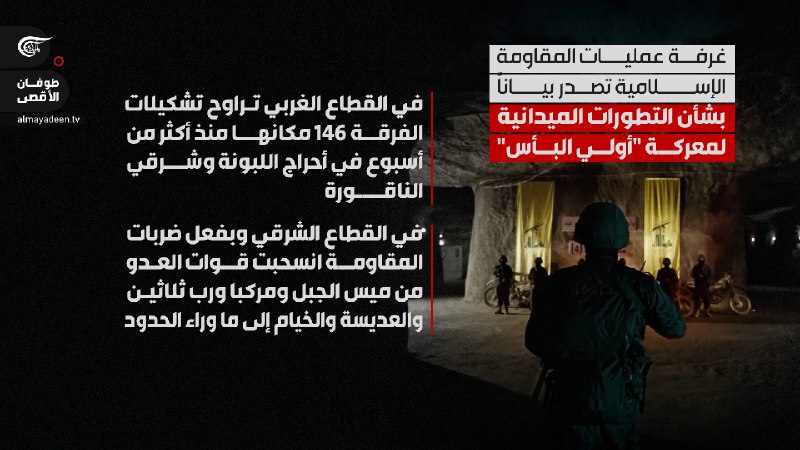 غرفة عمليات المقاومة
الإسلامية تصدر بياناً
بشأن التطورات الميدانية
لمعركة "أولي البأس"
في القطاع الغربي تراوح تشكيلات
الفرقة 146 مكانها منذ أكثر من
أسبوع في أحراج اللبونة وشرقي
الناقورة
في القطاع الشرقي وبفعل ضربات
المقاومة انسحبت قوات العدو
من ميس الجبل ومركبا ورب ثلاثين
والعديسة والخيام إلى ما وراء الحدود
الميادين
طوفان
الأقصى
almayadeen.tv